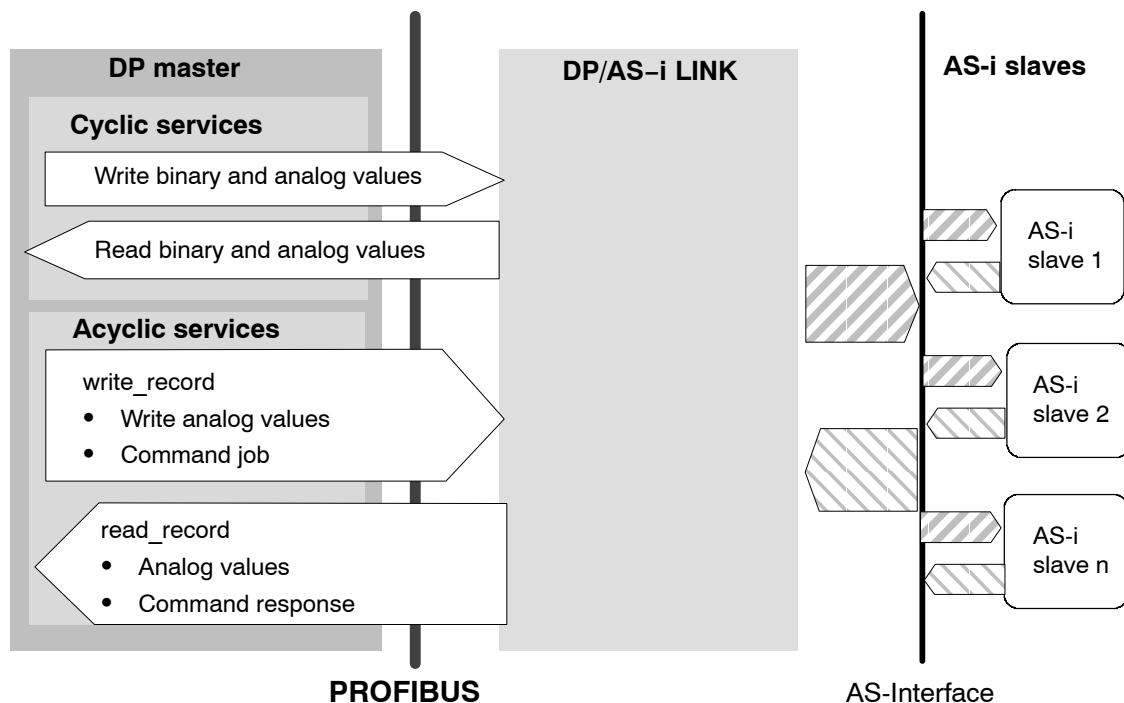 DP master
Cyclic services
Write binary and analog values
Read binary and analog values
Acyclic services
write_record
• Write analog values
• Command job
read_record
• Analog values
• Command response
PROFIBUS
DP/AS–i LINK
AS-i slaves
AS-i
slave 1
AS-i
slave 2
AS-i
slave n
AS-Interface